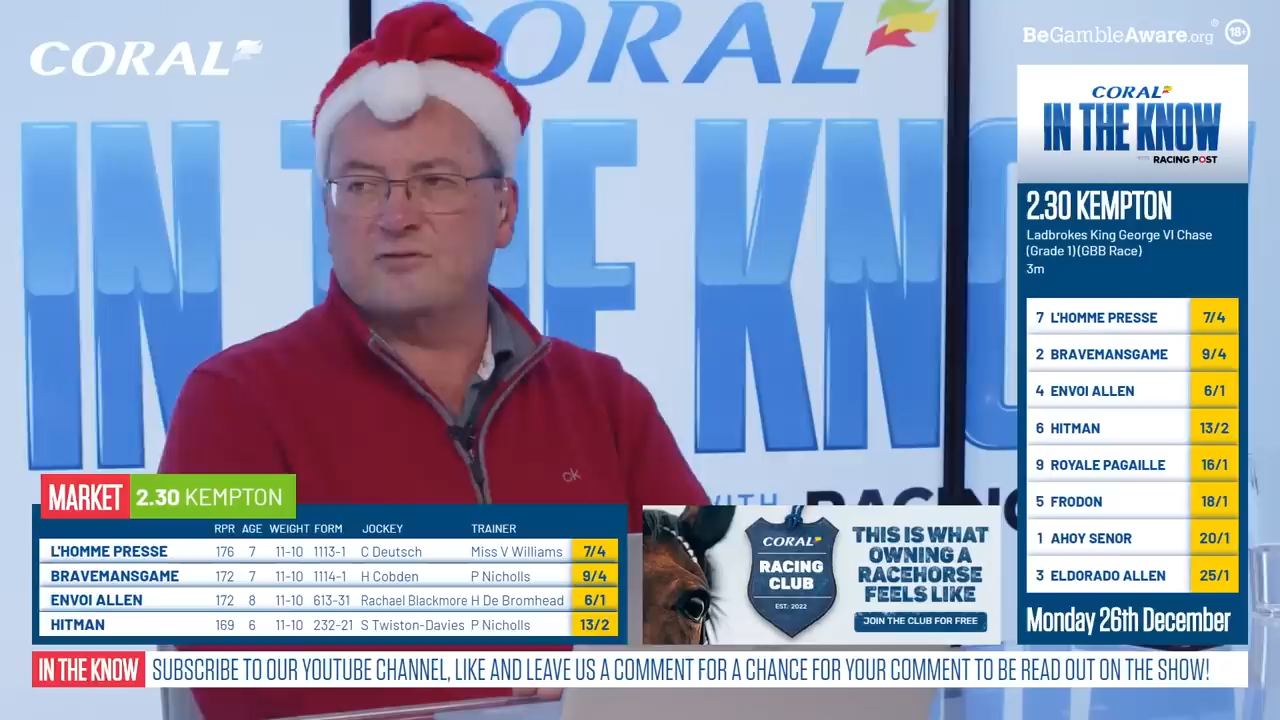 CORAL
CORAL
BeGambleAware.org® 18+
IN THE KNOW
WITH RACING
ck
CORAL
IN THE KNOW
WITH RACING POST
2.30 KEMPTON
Ladbrokes King George VI Chase
(Grade 1)(GBB Race)
3m
7 L'HOMME PRESSE 7/4
2 BRAVEMANSGAME 9/4
4 ENVOI ALLEN 6/1
6 HITMAN 13/2
9 ROYALE PAGAILLE 16/1
5 FRODON 18/1
1 AHOY SENOR 20/1
3 ELDORADO ALLEN 25/1
Monday 26th December
MARKET 2.30 KEMPTON
RPR AGE WEIGHT FORM JOCKEY TRAINER
L'HOMME PRESSE 176 7 11-10 1113-1 C Deutsch Miss V Williams 7/4
BRAVEMANSGAME 172 7 11-10 1114-1 H Cobden P Nicholls 9/4
ENVOI ALLEN 172 8 11-10 613-31 Rachael Blackmore H De Bromhead 6/1
HITMAN 169 6 11-10 232-21 S Twiston-Davies P Nicholls 13/2
CORAL
RACING
CLUB
EST. 2022
THIS IS WHAT
OWNING A
RACEHORSE
FEELS LIKE
JOIN THE CLUB FOR FREE
IN THE KNOW SUBSCRIBE TO OUR YOUTUBE CHANNEL, LIKE AND LEAVE US A COMMENT FOR A CHANCE FOR YOUR COMMENT TO BE READ OUT ON THE SHOW!